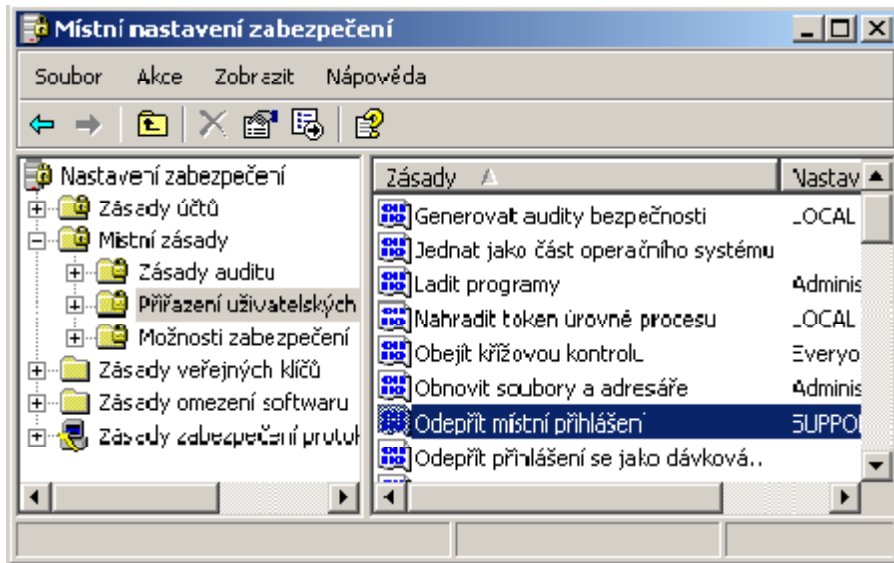 Místní nastavení zabezpečení
Soubor Akce Zobrazit Nápověda
Nastavení zabezpečení
Zásady účtů
Místní zásady
Zásady auditu
Přiřazení uživatelských
Možnosti zabezpečení
Zásady veřejných klíčů
Zásady omezení softwaru
Zásady zabezpečení protok
Zásady Nastav
Generovat audity bezpečnosti LOCAL
Jednat jako část operačního systému
Ladit programy Adminis
Nahradit token úrovně procesu LOCAL
Obejít křížovou kontrolu Everyo
Obnovit soubory a adresáře Adminis
Odepřít místní přihlášení SUPPO
Odepřít přihlášení se jako dávková..